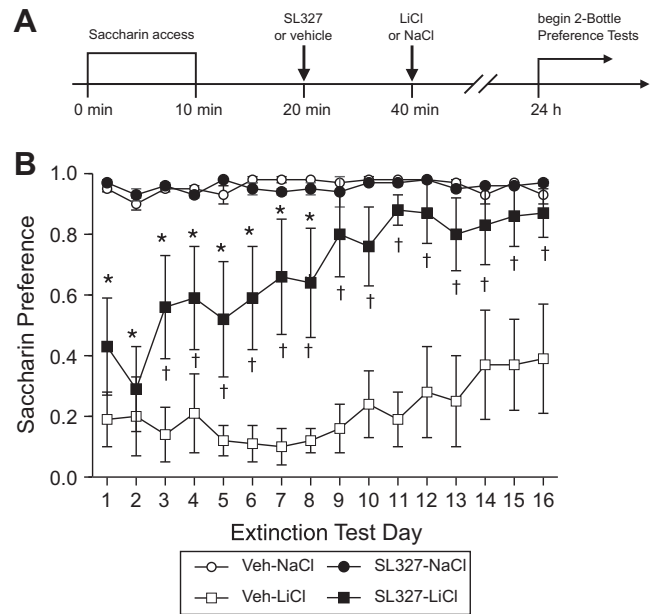 A
Saccharin access
SL327
or vehicle
LiCl
or NaCl
begin 2-Bottle
Preference Tests
0 min
10 min
20 min
40 min
24 h
B
Saccharin Preference
1.0
0.8
0.6
0.4
0.2
0.0
* * * * * * * *
† † † † † † † † † † † † † †
1 2 3 4 5 6 7 8 9 10 11 12 13 14 15 16
Extinction Test Day
Veh-NaCl SL327-NaCl
Veh-LiCl SL327-LiCl